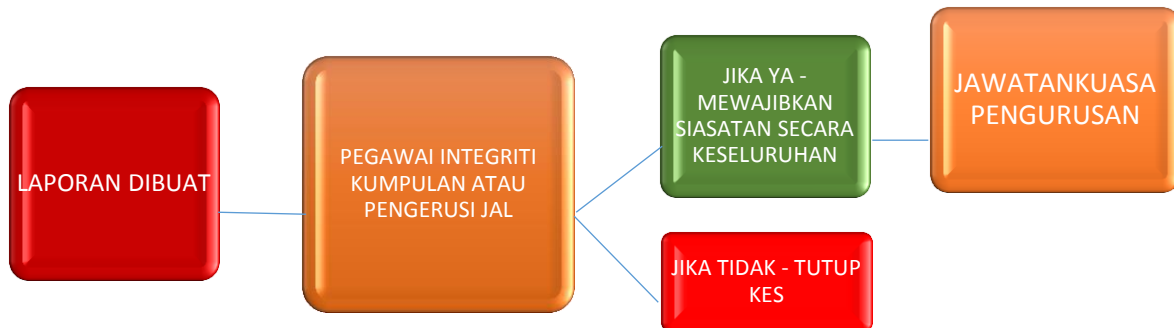 LAPORAN DIBUAT
PEGAWAI INTEGRITI
KUMPULAN ATAU
PENGERUSI JAL
JIKA YA -
MEWAJIBKAN
SIASATAN SECARA
KESELURUHAN
JIKA TIDAK - TUTUP
KES
JAWATANKUASA
PENGURUSAN